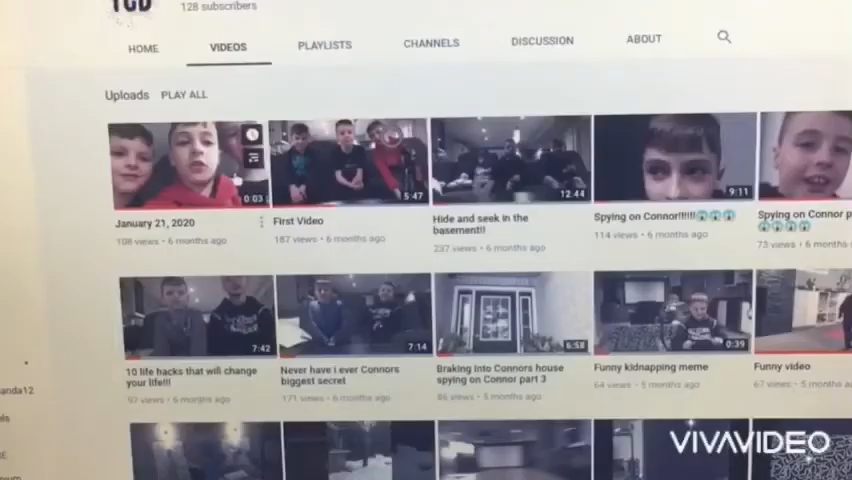 TCD
128 subscribers
HOME VIDEOS PLAYLISTS CHANNELS DISCUSSION ABOUT
Uploads PLAY ALL
0:03 5:47 12:44 9:11
January 21, 2020
108 views • 6 months ago
First Video
187 views • 6 months ago
Hide and seek in the
basement!!
237 views • 6 months ago
Spying on Connor!!!!!!😱😱😱
114 views • 6 months ago
Spying on Connor p
😱😱😱😱
73 views • 6 months
7:42 7:14 6:58 0:39
10 life hacks that will change
your life!!!
97 views • 6 months ago
Never have i ever Connors
biggest secret
171 views • 6 months ago
Braking into Connors house
spying on Connor part 3
86 views • 5 months ago
Funny kidnapping meme
64 views • 5 months ago
Funny video
67 views • 5 months a
anda12
VIVAVIDEO